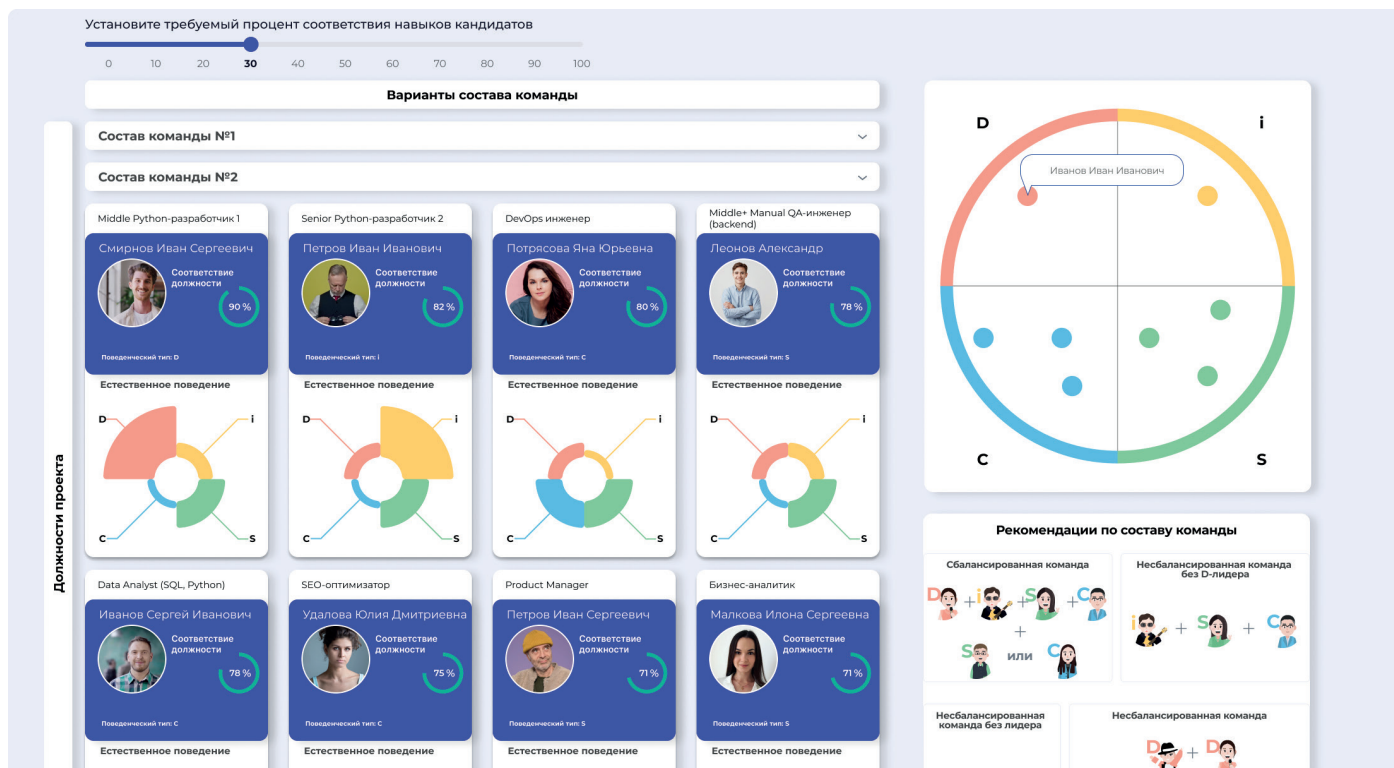 Установите требуемый процент соответствия навыков кандидатов
0 10 20 30 40 50 60 70 80 90 100
Варианты состава команды
Состав команды №1
Состав команды №2
Должности проекта
Middle Python-разработчик 1
Смирнов Иван Сергеевич
Соответствие
должности
90 %
Поведенческий тип: D
Естественное поведение
D
i
C
S
Senior Python-разработчик 2
Петров Иван Иванович
Соответствие
должности
82 %
Поведенческий тип: i
Естественное поведение
D
i
C
S
DevOps инженер
Потрясова Яна Юрьевна
Соответствие
должности
80 %
Поведенческий тип: C
Естественное поведение
D
i
C
S
Middle+ Manual QA-инженер
(backend)
Леонов Александр
Соответствие
должности
78 %
Поведенческий тип: S
Естественное поведение
D
i
C
S
Data Analyst (SQL, Python)
Иванов Сергей Иванович
Соответствие
должности
78 %
Поведенческий тип: C
Естественное поведение
SEO-оптимизатор
Удалова Юлия Дмитриевна
Соответствие
должности
75 %
Поведенческий тип: C
Естественное поведение
Product Manager
Петров Иван Сергеевич
Соответствие
должности
71 %
Поведенческий тип: S
Естественное поведение
Бизнес-аналитик
Малкова Илона Сергеевна
Соответствие
должности
71 %
Поведенческий тип: S
Естественное поведение
D
i
Иванов Иван Иванович
C
S
Рекомендации по составу команды
Сбалансированная команда
D + i + S + C
+
S или C
Несбалансированная команда
без D-лидера
i + S + C
Несбалансированная
команда без лидера
Несбалансированная команда
D + D